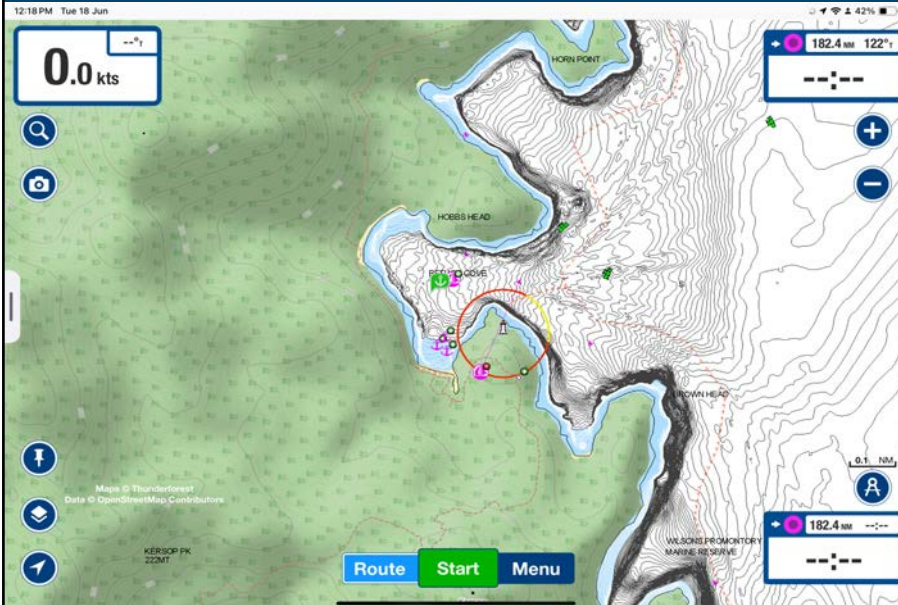 12:18 PM Tue 18 Jun
42%
--°T
0.0 kts
182.4 NM 122°T
--:--
HORN POINT
HOBBS HEAD
COVE
BROWN HEAD
0.1 NM
Maps © Thunderforest
Data © OpenStreetMap Contributors
KERSOP PK
222MT
WILSONS PROMONTORY
MARINE RESERVE
182.4 NM --:--
--:--
Route Start Menu